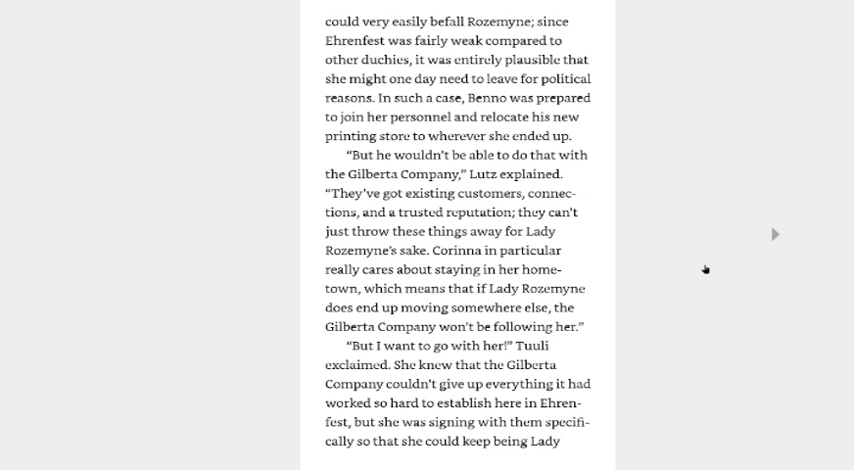 could very easily befall Rozemyne; since
Ehrenfest was fairly weak compared to
other duchies, it was entirely plausible that
she might one day need to leave for political
reasons. In such a case, Benno was prepared
to join her personnel and relocate his new
printing store to wherever she ended up.
“But he wouldn’t be able to do that with
the Gilberta Company,” Lutz explained.
“They’ve got existing customers, connec-
tions, and a trusted reputation; they can’t
just throw these things away for Lady
Rozemyne’s sake. Corinna in particular
really cares about staying in her home-
town, which means that if Lady Rozemyne
does end up moving somewhere else, the
Gilberta Company won’t be following her.”
“But I want to go with her!” Tuuli
exclaimed. She knew that the Gilberta
Company couldn’t give up everything it had
worked so hard to establish here in Ehren-
fest, but she was signing with them specifi-
cally so that she could keep being Lady